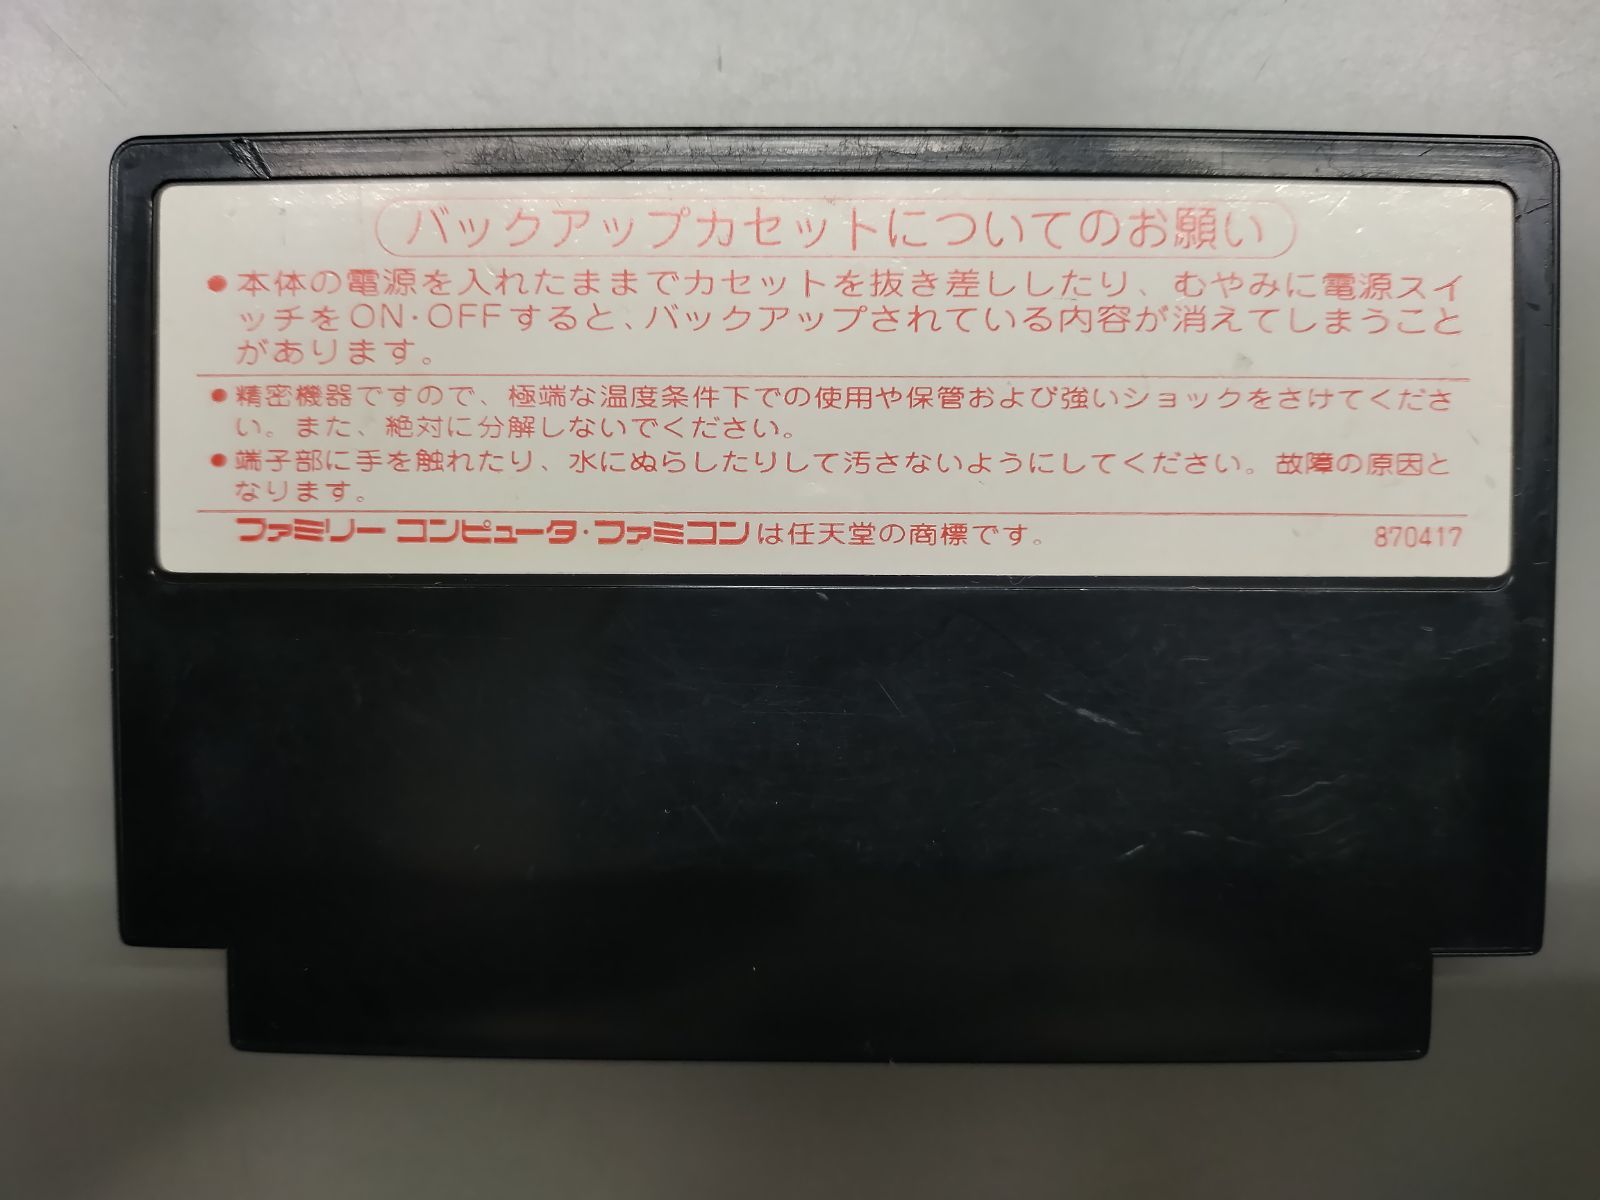 バックアップカセットについてのお願い
●本体の電源を入れたままでカセットを抜き差ししたり、むやみに電源スイ
ッチをON・OFFすると、バックアップされている内容が消えてしまうこと
があります。
●精密機器ですので、極端な温度条件下での使用や保管および強いショックをさけてくださ
い。また、絶対に分解しないでください。
●端子部に手を触れたり、水にぬらしたりして汚さないようにしてください。故障の原因と
なります。
ファミリー コンピュータ・ファミコンは任天堂の商標です。 870417